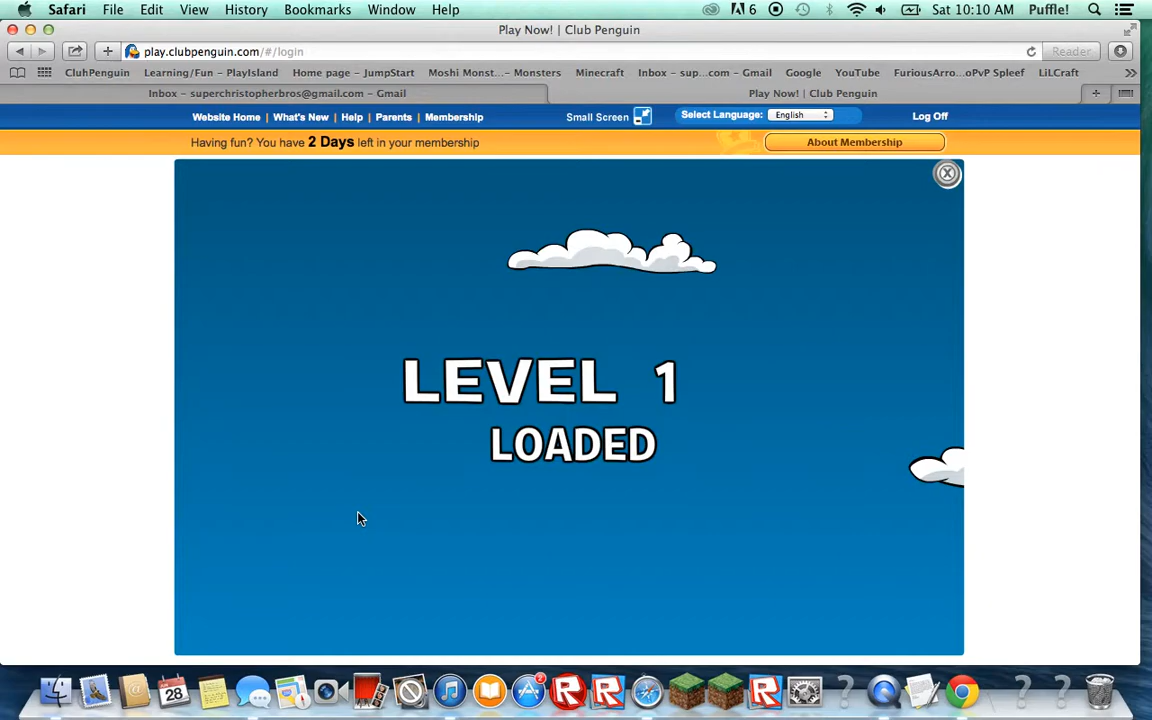 Safari File Edit View History Bookmarks Window Help 6 Sat 10:10 AM Puffle!
Play Now! | Club Penguin
play.clubpenguin.com/#/login Reader
ClubPenguin Learning/Fun – PlayIsland Home page – JumpStart Moshi Monst...– Monsters Minecraft Inbox – sup...com – Gmail Google YouTube FuriousArro...oPvP Spleef LiLCraft
Inbox – superchristopherbros@gmail.com – Gmail Play Now! | Club Penguin
Website Home | What's New | Help | Parents | Membership Small Screen Select Language: English Log Off
Having fun? You have 2 Days left in your membership About Membership
X
LEVEL 1
LOADED
28